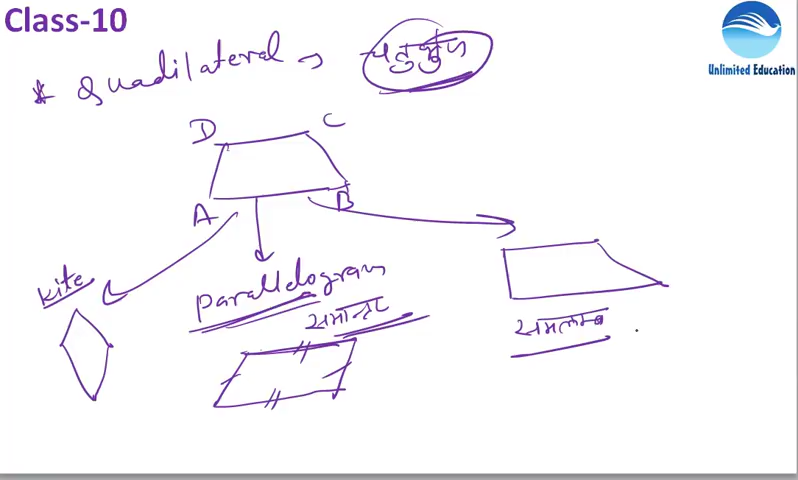 Class-10
Unlimited Education
* Quadilateral → चतुर्भुज
D C
A B
Kite
Parallelogram
समान्तर
समलम्ब